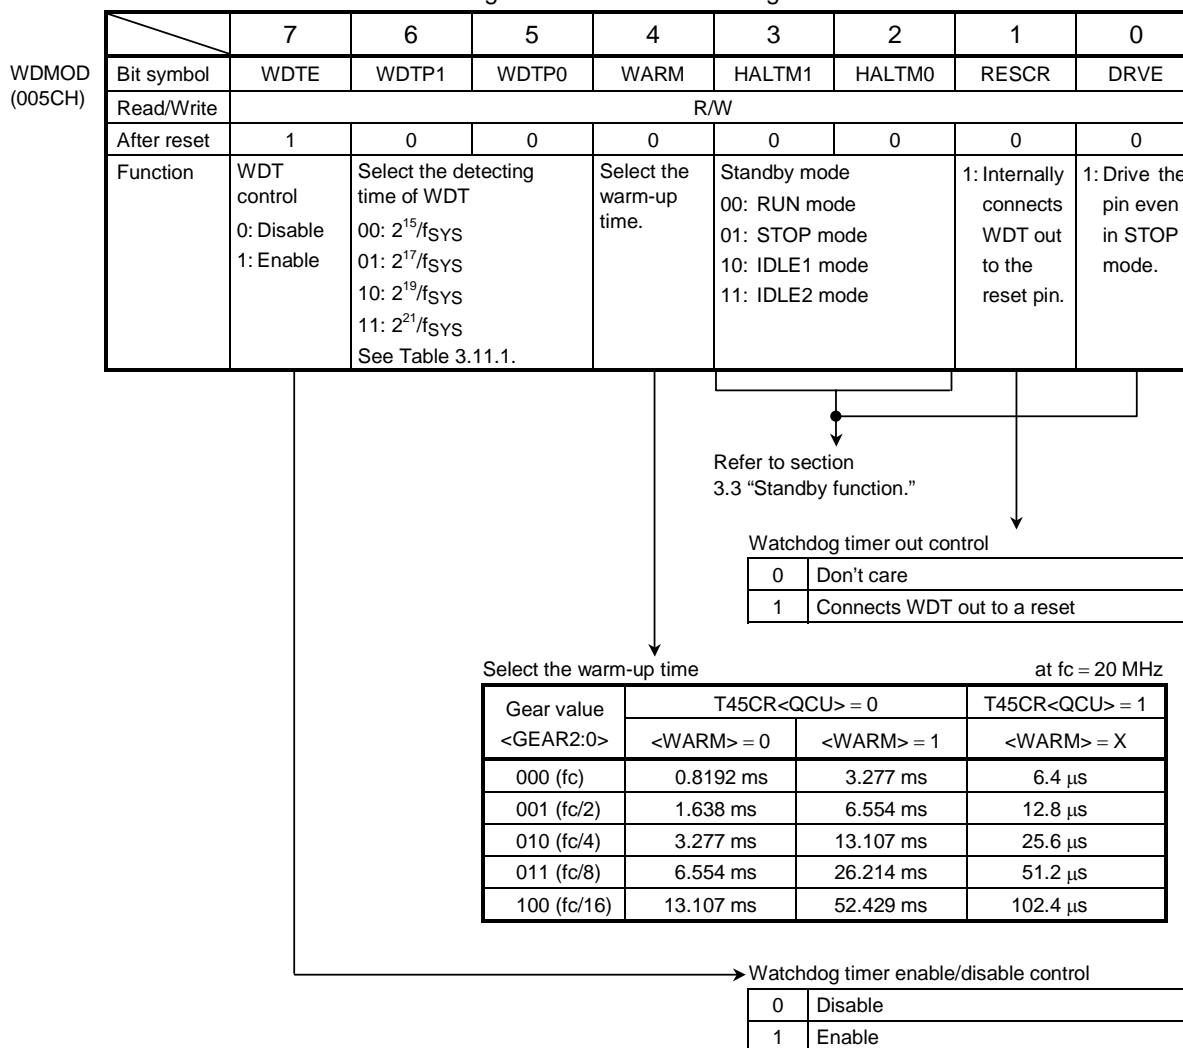 7 6 5 4 3 2 1 0
WDMOD
(005CH)
Bit symbol WDTE WDTP1 WDTP0 WARM HALTM1 HALTM0 RESCR DRVE
Read/Write R/W
After reset 1 0 0 0 0 0 0 0
Function
WDT
control
0: Disable
1: Enable
Select the detecting
time of WDT
00: 2^15/fSYS
01: 2^17/fSYS
10: 2^19/fSYS
11: 2^21/fSYS
See Table 3.11.1.
Select the
warm-up
time.
Standby mode
00: RUN mode
01: STOP mode
10: IDLE1 mode
11: IDLE2 mode
1: Internally
connects
WDT out
to the
reset pin.
1: Drive the
pin even
in STOP
mode.
Refer to section
3.3 “Standby function.”
Watchdog timer out control
0 Don’t care
1 Connects WDT out to a reset
Select the warm-up time at fc = 20 MHz
Gear value
<GEAR2:0>
T45CR<QCU> = 0 T45CR<QCU> = 1
<WARM> = 0 <WARM> = 1 <WARM> = X
000 (fc) 0.8192 ms 3.277 ms 6.4 μs
001 (fc/2) 1.638 ms 6.554 ms 12.8 μs
010 (fc/4) 3.277 ms 13.107 ms 25.6 μs
011 (fc/8) 6.554 ms 26.214 ms 51.2 μs
100 (fc/16) 13.107 ms 52.429 ms 102.4 μs
Watchdog timer enable/disable control
0 Disable
1 Enable